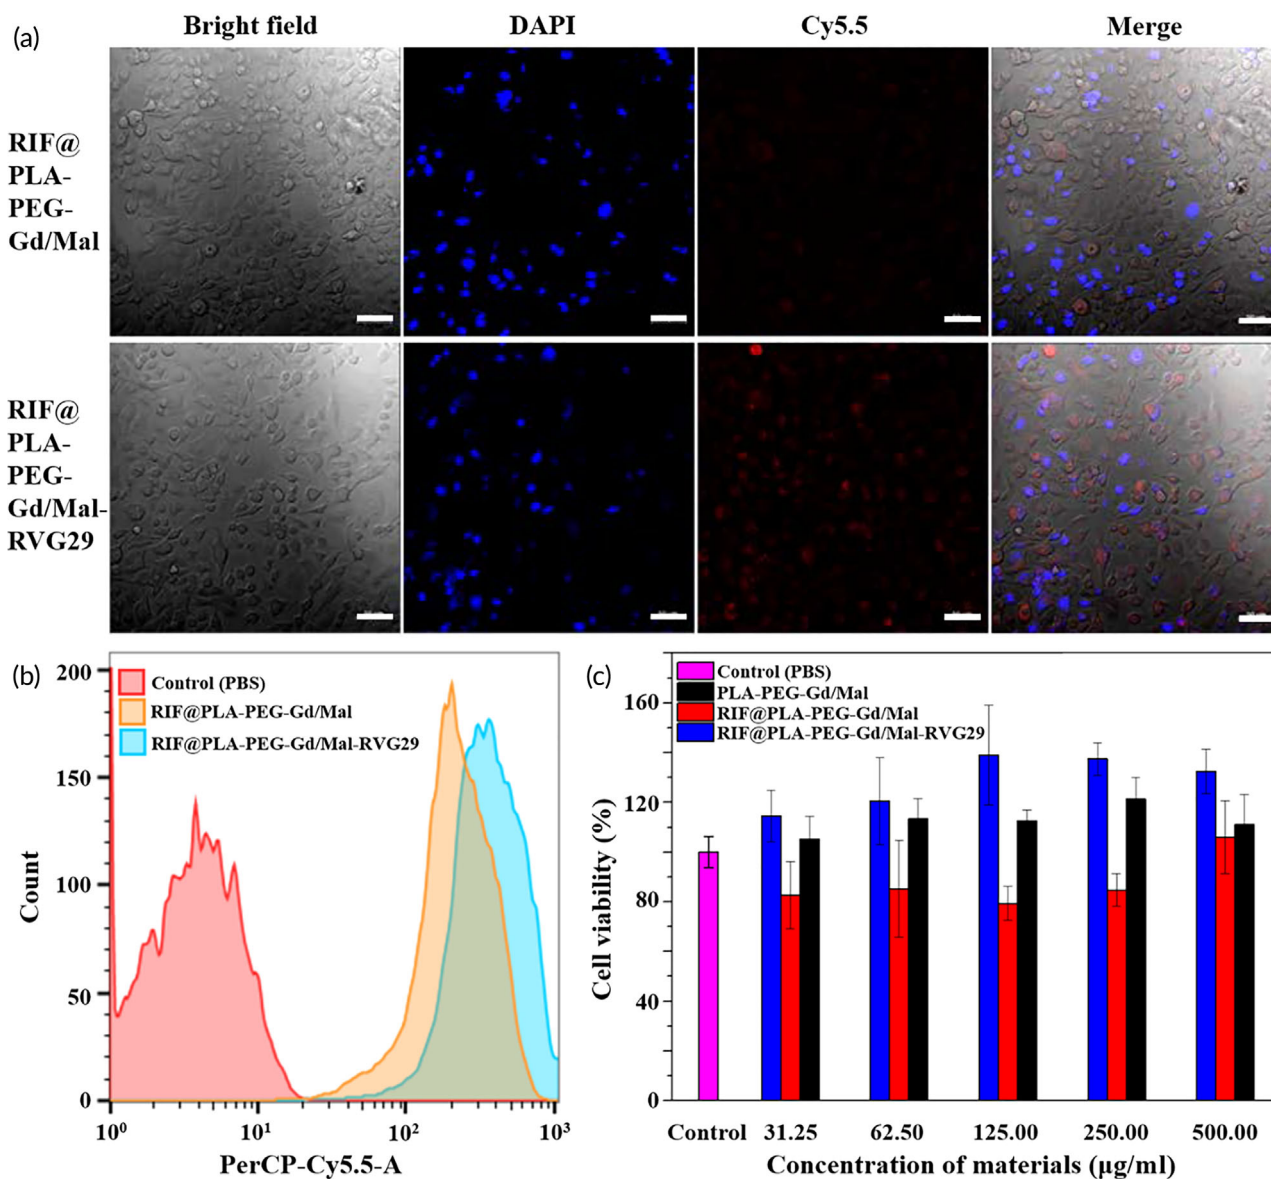 (a)
Bright field
DAPI
Cy5.5
Merge
RIF@
PLA-
PEG-
Gd/Mal
RIF@
PLA-
PEG-
Gd/Mal-
RVG29
(b)
200
150
100
50
0
Count
Control (PBS)
RIF@PLA-PEG-Gd/Mal
RIF@PLA-PEG-Gd/Mal-RVG29
10⁰
10¹
10²
10³
PerCP-Cy5.5-A
(c)
160
120
80
40
0
Cell viability (%)
Control (PBS)
PLA-PEG-Gd/Mal
RIF@PLA-PEG-Gd/Mal
RIF@PLA-PEG-Gd/Mal-RVG29
Control
31.25
62.50
125.00
250.00
500.00
Concentration of materials (μg/ml)